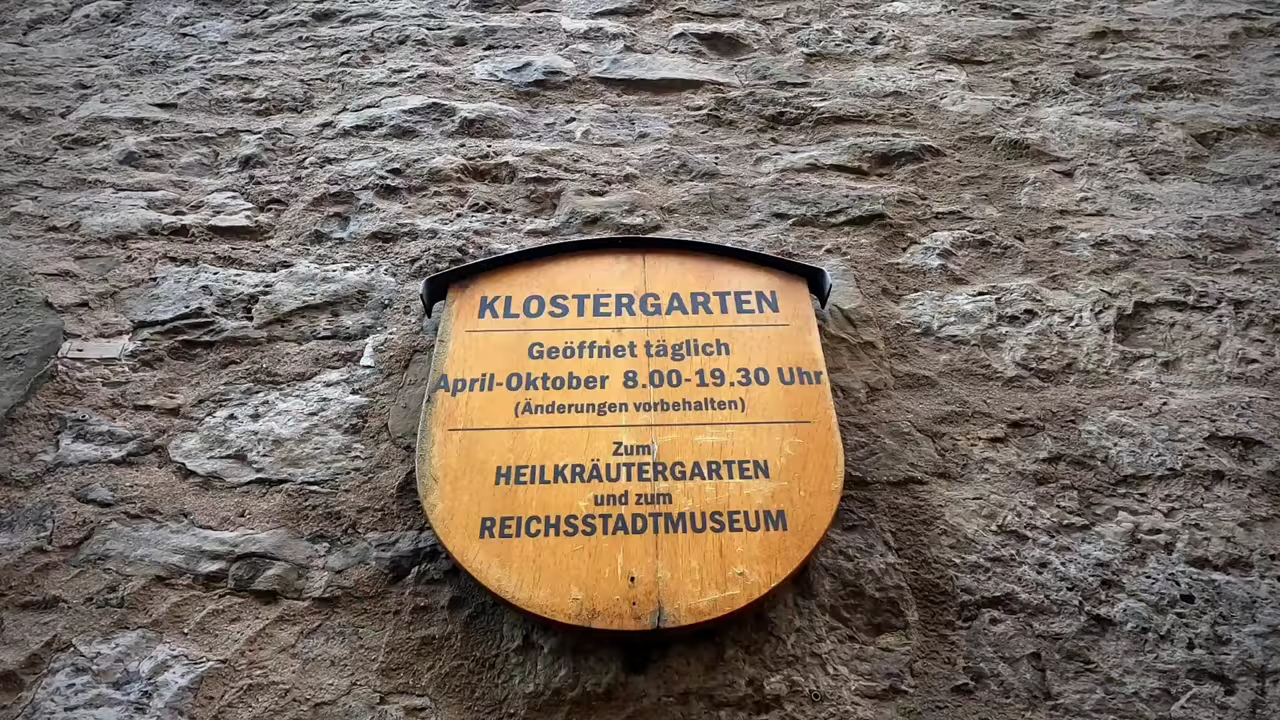 KLOSTERGARTEN
Geöffnet täglich
April-Oktober 8.00-19.30 Uhr
(Änderungen vorbehalten)
Zum
HEILKRÄUTERGARTEN
und zum
REICHSSTADTMUSEUM